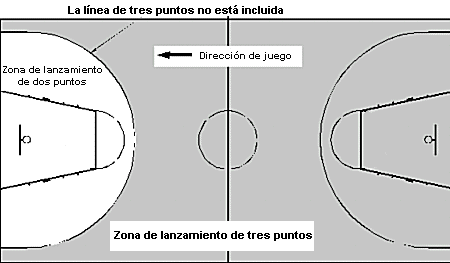 La línea de tres puntos no está incluida
Dirección de juego
Zona de lanzamiento
de dos puntos
Zona de lanzamiento de tres puntos